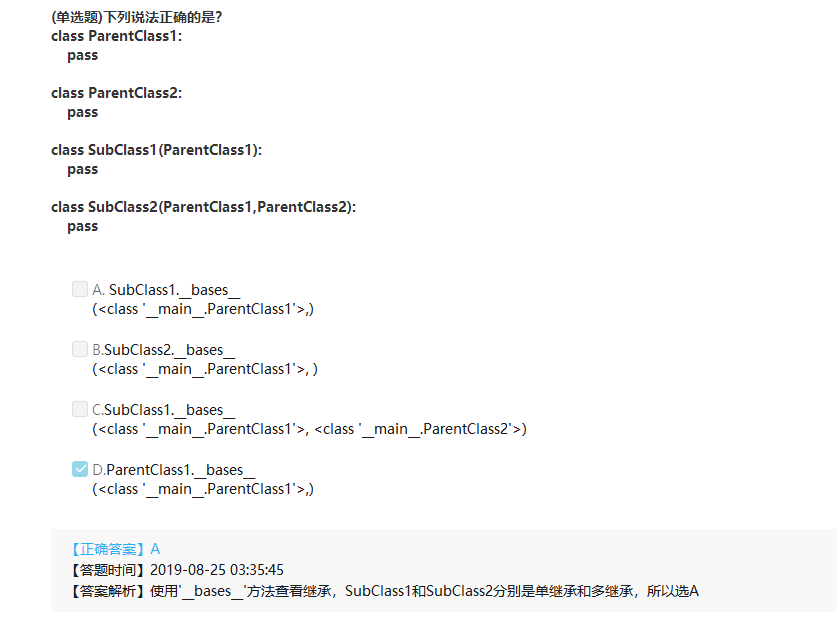 (单选题)下列说法正确的是？
class ParentClass1:
pass
class ParentClass2:
pass
class SubClass1(ParentClass1):
pass
class SubClass2(ParentClass1,ParentClass2):
pass
A. SubClass1.__bases__
(<class '__main__.ParentClass1'>,)
B.SubClass2.__bases__
(<class '__main__.ParentClass1'>, )
C.SubClass1.__bases__
(<class '__main__.ParentClass1'>, <class '__main__.ParentClass2'>)
D.ParentClass1.__bases__
(<class '__main__.ParentClass1'>,)
【正确答案】A
【答题时间】2019-08-25 03:35:45
【答案解析】使用'__bases__'方法查看继承，SubClass1和SubClass2分别是单继承和多继承，所以选A